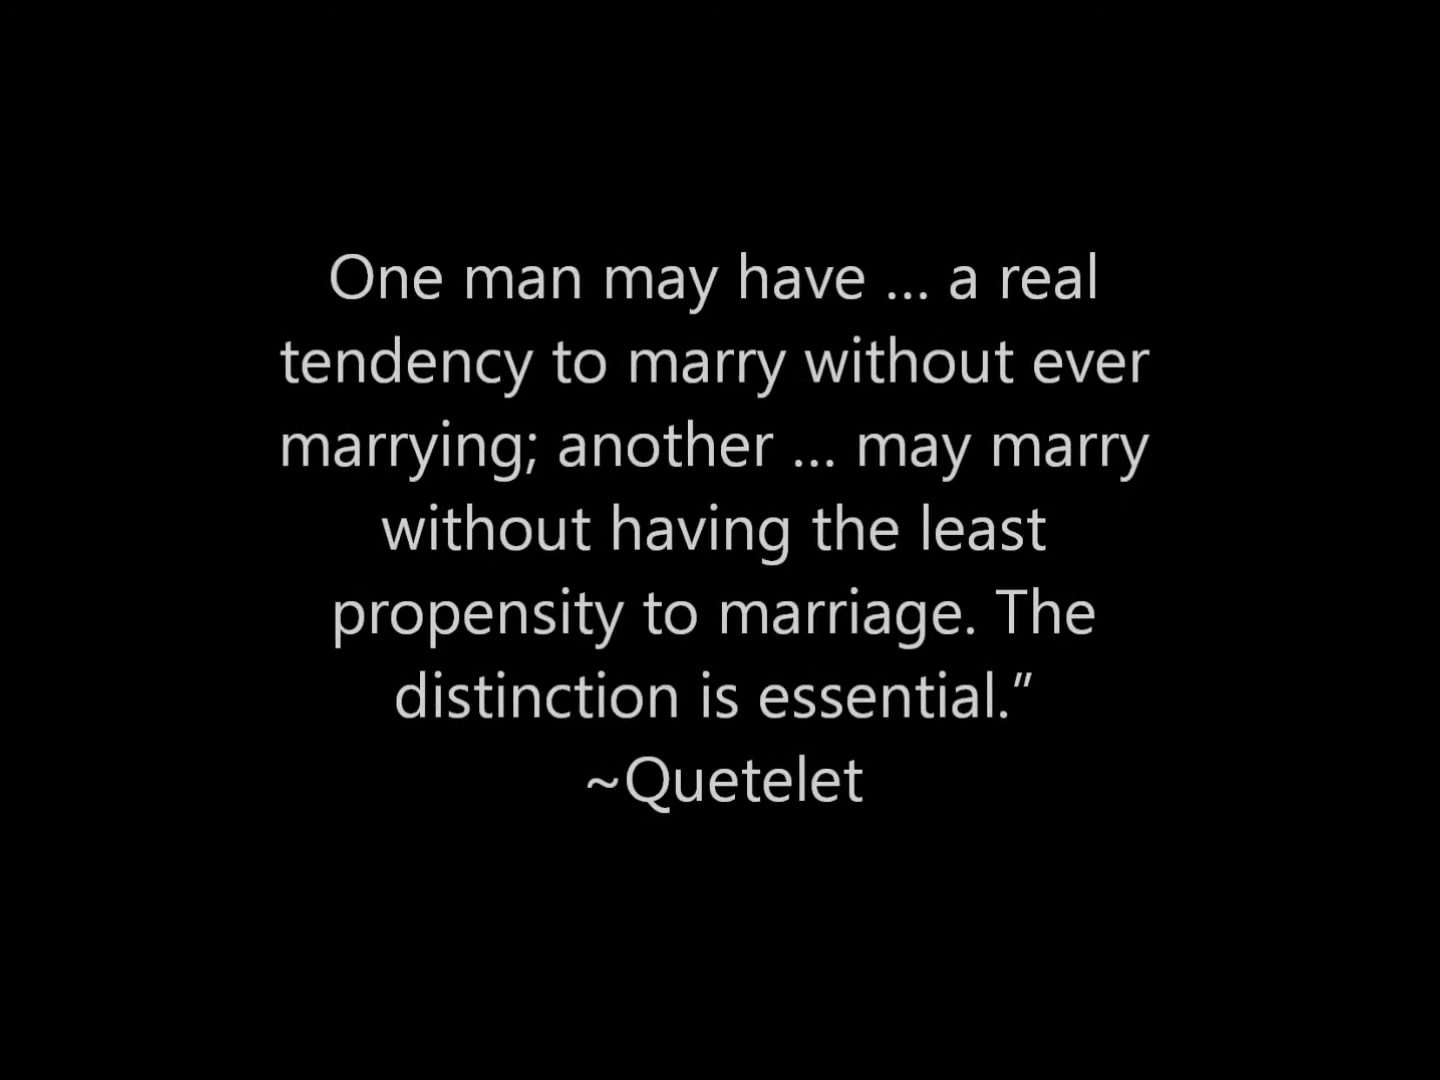 One man may have ... a real
tendency to marry without ever
marrying; another ... may marry
without having the least
propensity to marriage. The
distinction is essential.”
~Quetelet